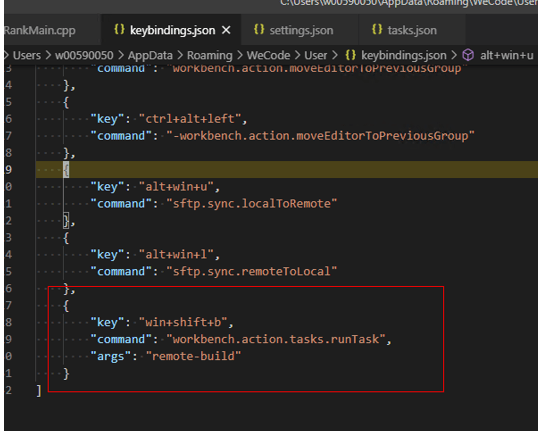 C:\Users\w00590050\AppData\Roaming\WeCode\User\
RankMain.cpp {} keybindings.json × {} settings.json {} tasks.json
> Users > w00590050 > AppData > Roaming > WeCode > User > {} keybindings.json > alt+win+u
3 "command": "workbench.action.moveEditorToPreviousGroup"
4 },
5 {
6 "key": "ctrl+alt+left",
7 "command": "-workbench.action.moveEditorToPreviousGroup"
8 },
9 {
0 "key": "alt+win+u",
1 "command": "sftp.sync.localToRemote"
2 },
3 {
4 "key": "alt+win+l",
5 "command": "sftp.sync.remoteToLocal"
6 },
7 {
8 "key": "win+shift+b",
9 "command": "workbench.action.tasks.runTask",
0 "args": "remote-build"
1 }
2 ]